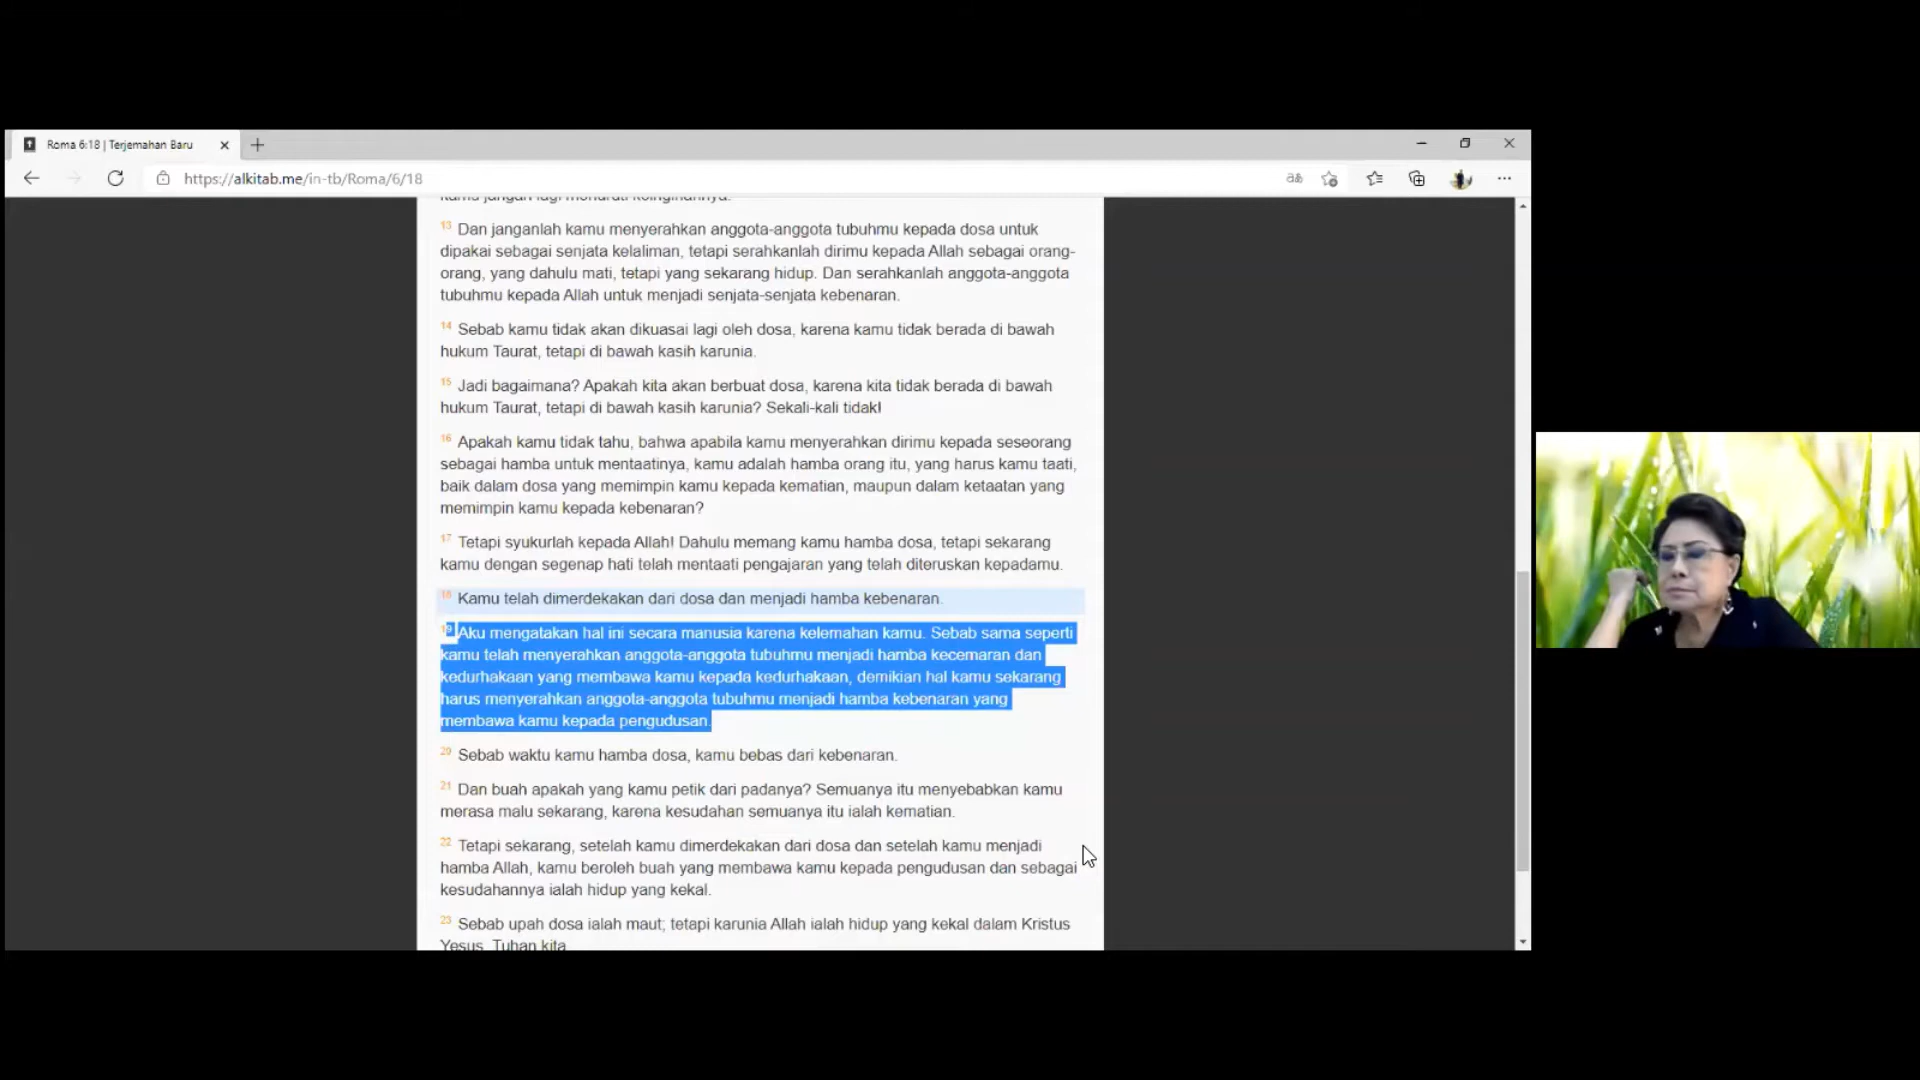 Roma 6:18 | Terjemahan Baru
https://alkitab.me/in-tb/Roma/6/18
kamu jangan lagi menuruti keinginannya.
13 Dan janganlah kamu menyerahkan anggota-anggota tubuhmu kepada dosa untuk
dipakai sebagai senjata kelaliman, tetapi serahkanlah dirimu kepada Allah sebagai orang-
orang, yang dahulu mati, tetapi yang sekarang hidup. Dan serahkanlah anggota-anggota
tubuhmu kepada Allah untuk menjadi senjata-senjata kebenaran.
14 Sebab kamu tidak akan dikuasai lagi oleh dosa, karena kamu tidak berada di bawah
hukum Taurat, tetapi di bawah kasih karunia.
15 Jadi bagaimana? Apakah kita akan berbuat dosa, karena kita tidak berada di bawah
hukum Taurat, tetapi di bawah kasih karunia? Sekali-kali tidak!
16 Apakah kamu tidak tahu, bahwa apabila kamu menyerahkan dirimu kepada seseorang
sebagai hamba untuk mentaatinya, kamu adalah hamba orang itu, yang harus kamu taati,
baik dalam dosa yang memimpin kamu kepada kematian, maupun dalam ketaatan yang
memimpin kamu kepada kebenaran?
17 Tetapi syukurlah kepada Allah! Dahulu memang kamu hamba dosa, tetapi sekarang
kamu dengan segenap hati telah mentaati pengajaran yang telah diteruskan kepadamu.
18 Kamu telah dimerdekakan dari dosa dan menjadi hamba kebenaran.
19 Aku mengatakan hal ini secara manusia karena kelemahan kamu. Sebab sama seperti
kamu telah menyerahkan anggota-anggota tubuhmu menjadi hamba kecemaran dan
kedurhakaan yang membawa kamu kepada kedurhakaan, demikian hal kamu sekarang
harus menyerahkan anggota-anggota tubuhmu menjadi hamba kebenaran yang
membawa kamu kepada pengudusan.
20 Sebab waktu kamu hamba dosa, kamu bebas dari kebenaran.
21 Dan buah apakah yang kamu petik dari padanya? Semuanya itu menyebabkan kamu
merasa malu sekarang, karena kesudahan semuanya itu ialah kematian.
22 Tetapi sekarang, setelah kamu dimerdekakan dari dosa dan setelah kamu menjadi
hamba Allah, kamu beroleh buah yang membawa kamu kepada pengudusan dan sebagai
kesudahannya ialah hidup yang kekal.
23 Sebab upah dosa ialah maut; tetapi karunia Allah ialah hidup yang kekal dalam Kristus
Yesus, Tuhan kita.